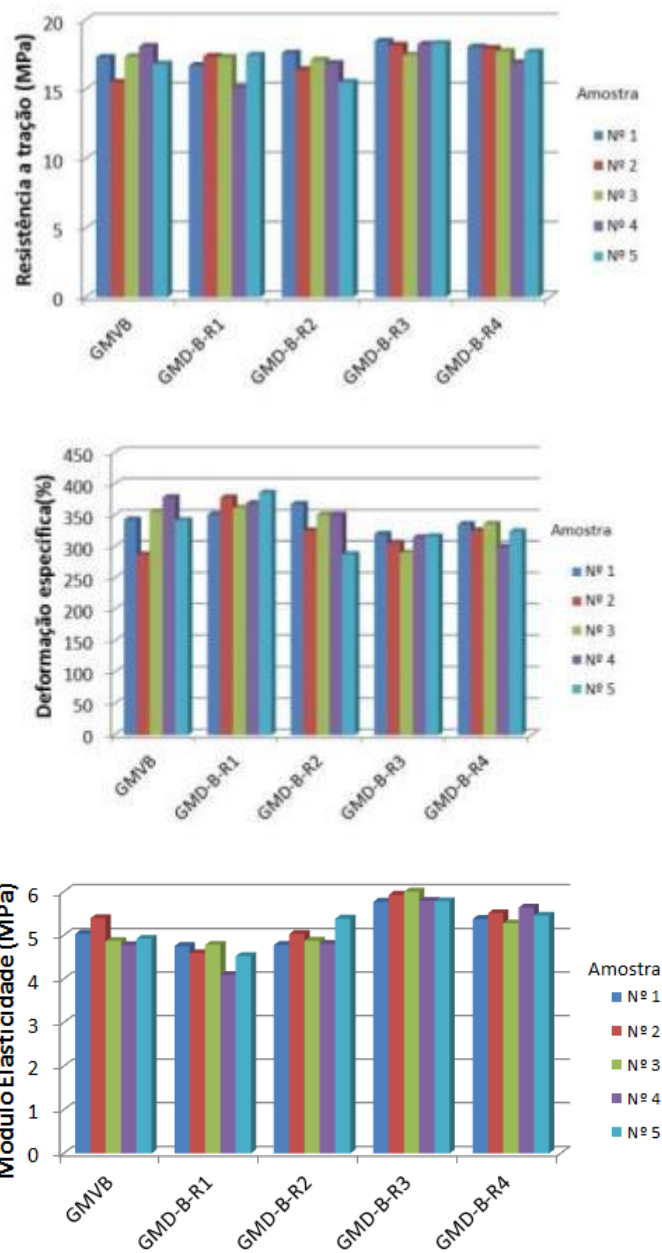 Resistência a tração (MPa)
20
15
10
5
0
GMVB
GMD-B-R1
GMD-B-R2
GMD-B-R3
GMD-B-R4
Amostra
Nº 1
Nº 2
Nº 3
Nº 4
Nº 5
Deformação especifica(%)
450
400
350
300
250
200
150
100
50
0
GMVB
GMD-B-R1
GMD-B-R2
GMD-B-R3
GMD-B-R4
Amostra
Nº 1
Nº 2
Nº 3
Nº 4
Nº 5
Modulo Elasticidade (MPa)
6
5
4
3
2
1
0
GMVB
GMD-B-R1
GMD-B-R2
GMD-B-R3
GMD-B-R4
Amostra
Nº 1
Nº 2
Nº 3
Nº 4
Nº 5